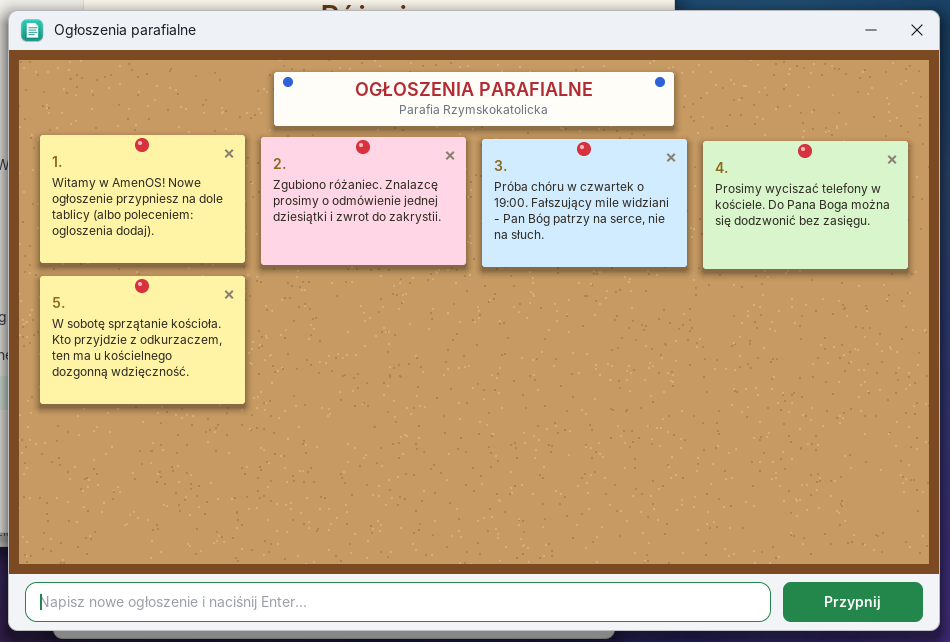 Ogłoszenia parafialne
OGŁOSZENIA PARAFIALNE
Parafia Rzymskokatolicka
1.
Witamy w AmenOS! Nowe
ogłoszenie przypniesz na dole
tablicy (albo poleceniem:
ogloszenia dodaj).
2.
Zgubiono różaniec. Znalazcę
prosimy o odmówienie jednej
dziesiątki i zwrot do zakrystii.
3.
Próba chóru w czwartek o
19:00. Fałszujący mile widziani
- Pan Bóg patrzy na serce, nie
na słuch.
4.
Prosimy wyciszać telefony w
kościele. Do Pana Boga można
się dodzwonić bez zasięgu.
5.
W sobotę sprzątanie kościoła.
Kto przyjdzie z odkurzaczem,
ten ma u kościelnego
dozgonną wdzięczność.
Napisz nowe ogłoszenie i naciśnij Enter...
Przypnij